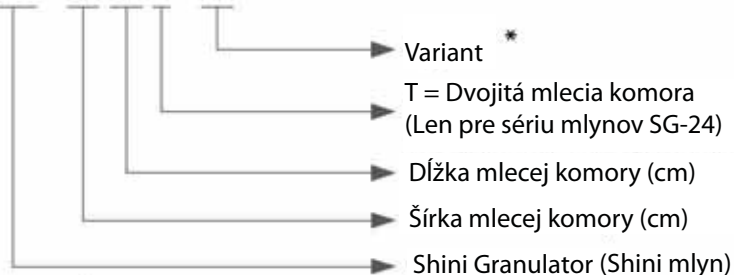 Variant *
T = Dvojitá mlecia komora
(Len pre sériu mlynov SG-24)
Dĺžka mlecej komory (cm)
Šírka mlecej komory (cm)
Shini Granulator (Shini mlyn)